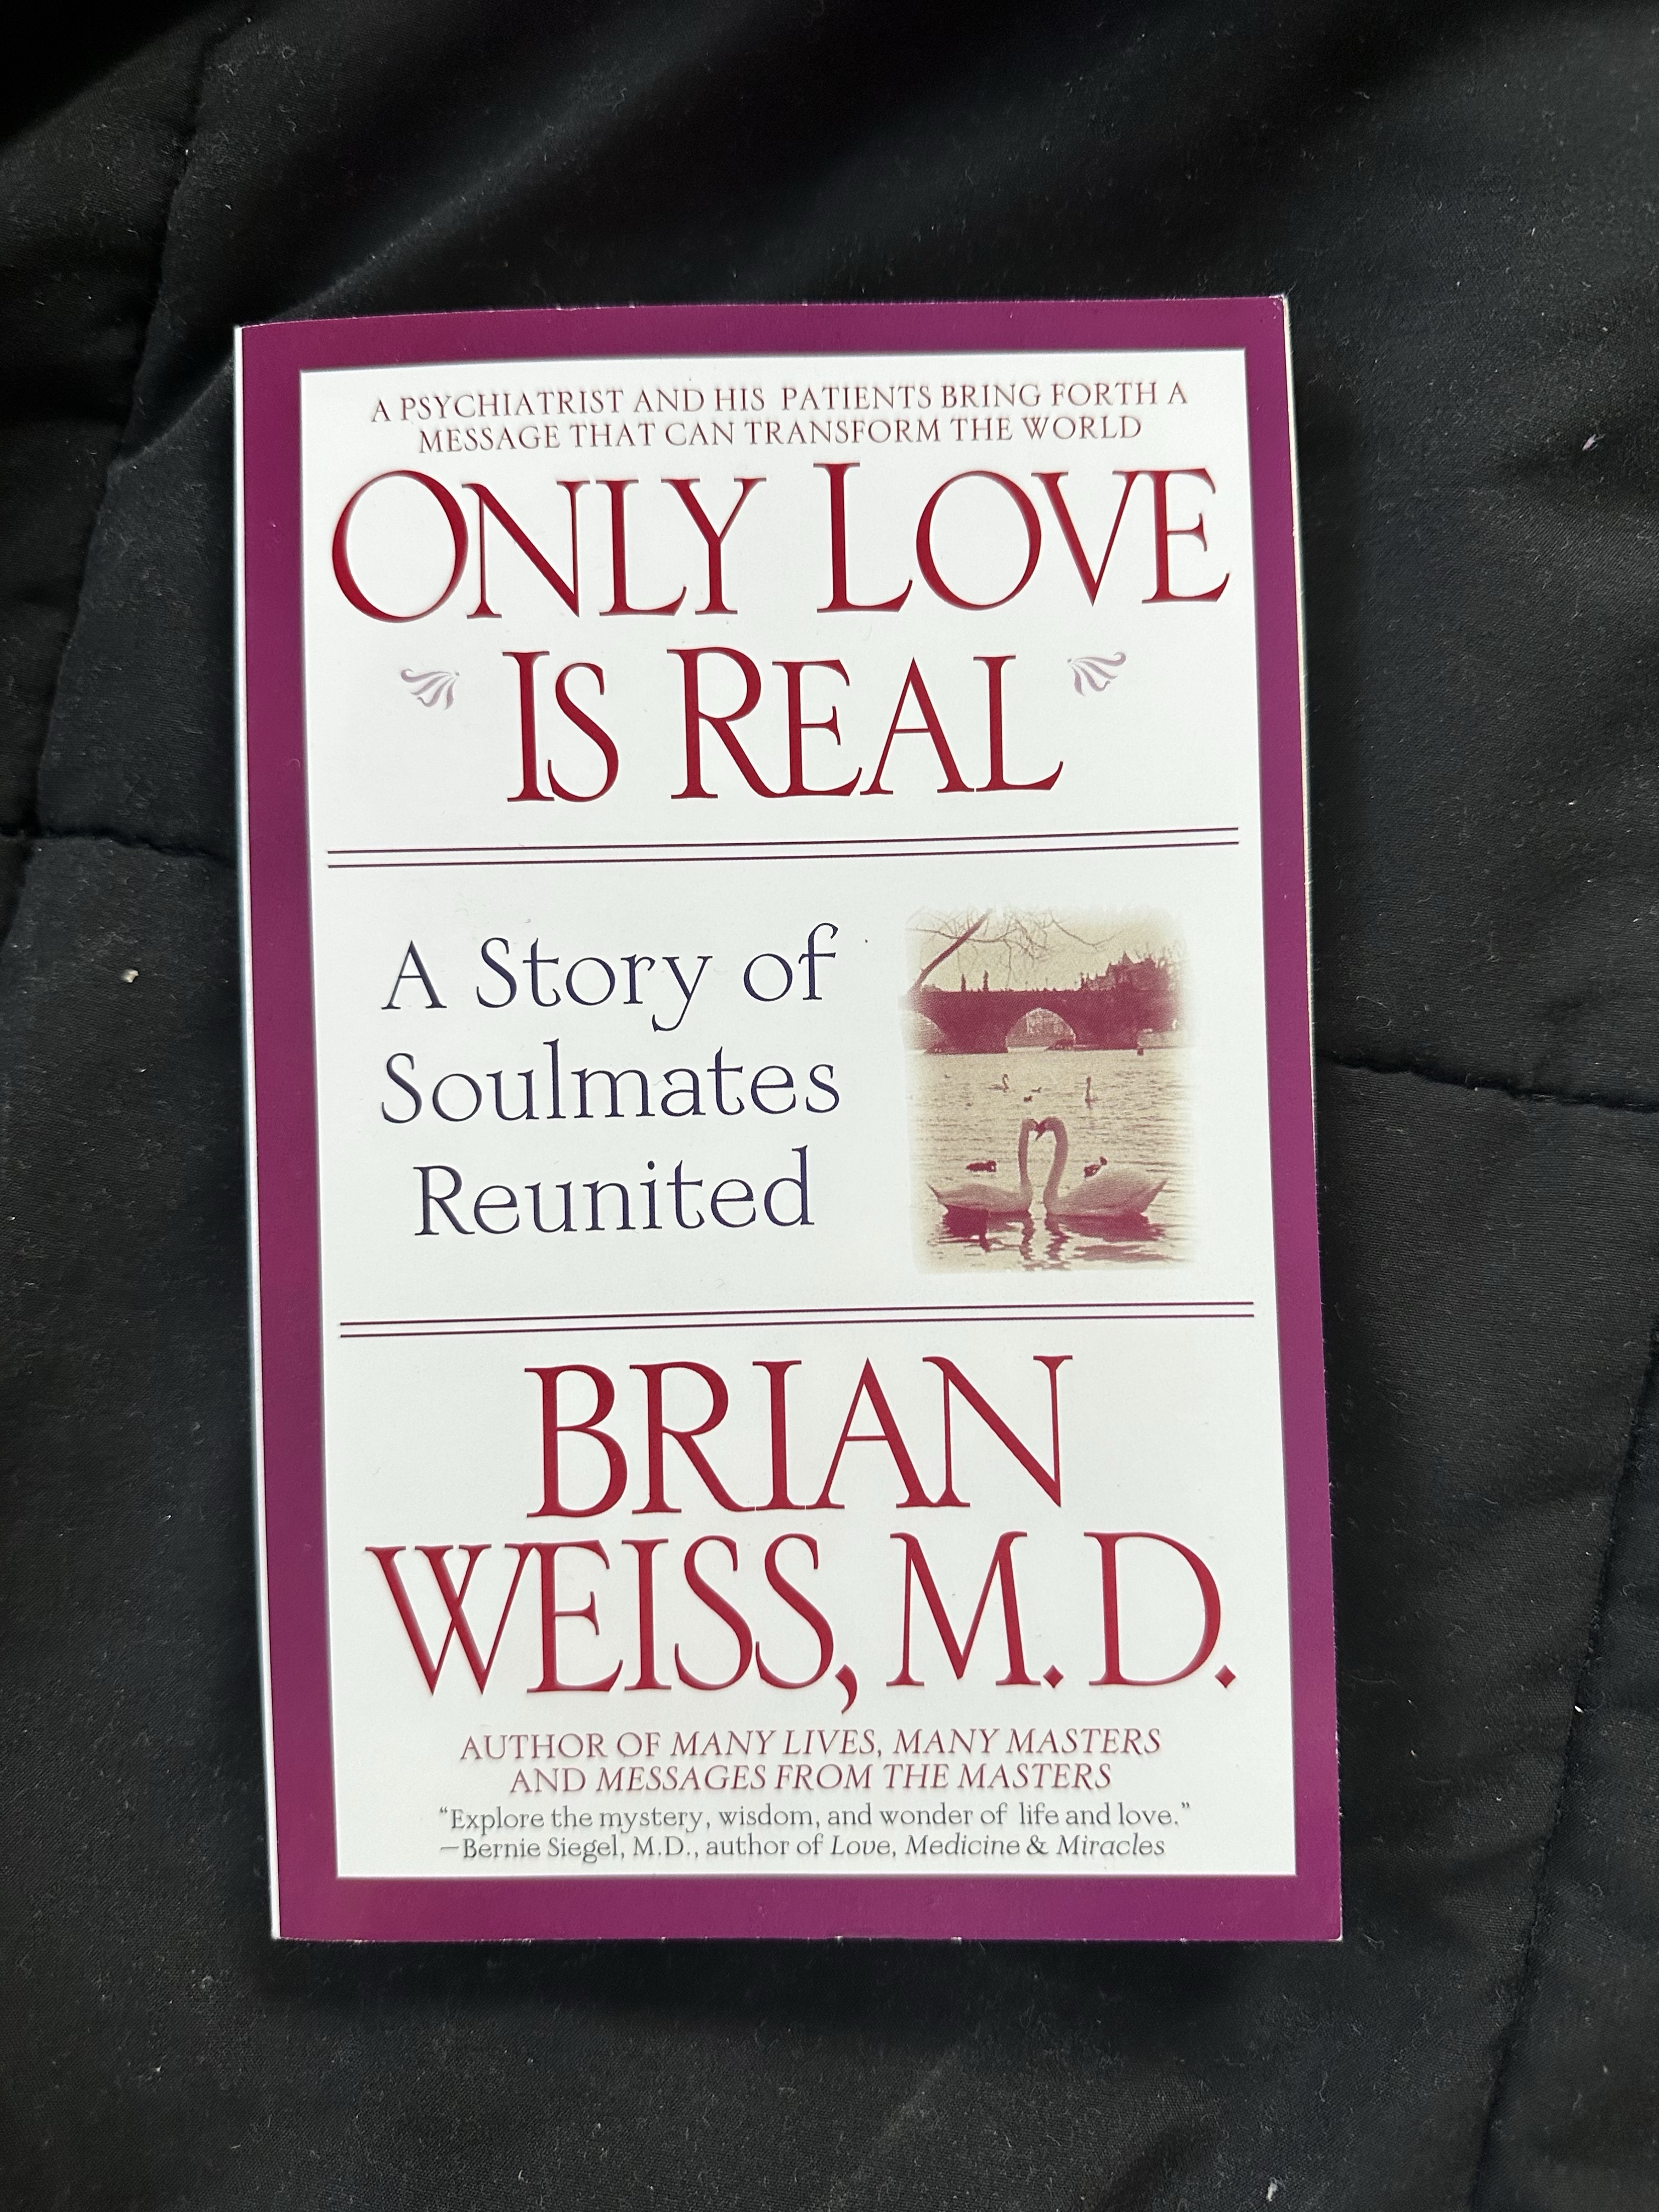 A PSYCHIATRIST AND HIS PATIENTS BRING FORTH A
MESSAGE THAT CAN TRANSFORM THE WORLD
ONLY LOVE
IS REAL
A Story of
Soulmates
Reunited
BRIAN
WEISS, M.D.
AUTHOR OF MANY LIVES, MANY MASTERS
AND MESSAGES FROM THE MASTERS
“Explore the mystery, wisdom, and wonder of life and love.”
—Bernie Siegel, M.D., author of Love, Medicine & Miracles